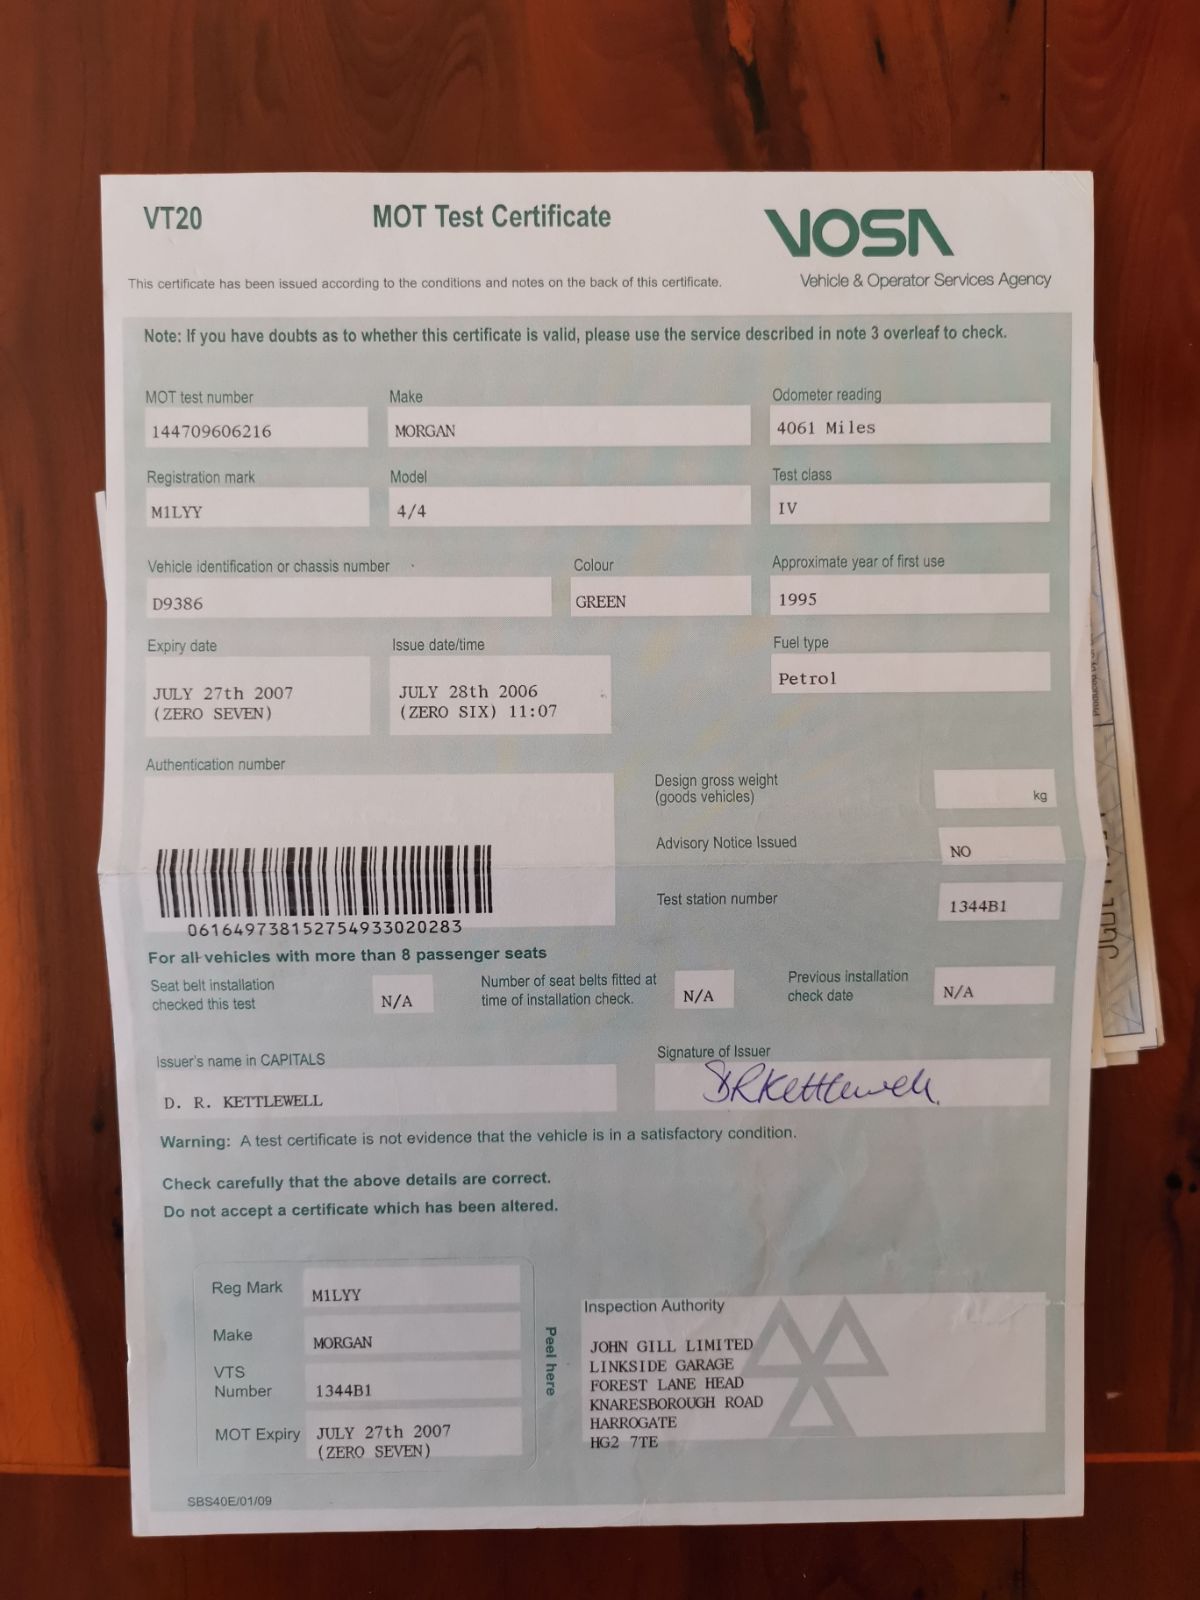 VT20
MOT Test Certificate
VOSA
Vehicle & Operator Services Agency
This certificate has been issued according to the conditions and notes on the back of this certificate.
Note: If you have doubts as to whether this certificate is valid, please use the service described in note 3 overleaf to check.
MOT test number
144709606216
Make
MORGAN
Odometer reading
4061 Miles
Registration mark
M1LYY
Model
4/4
Test class
IV
Vehicle identification or chassis number
D9386
Colour
GREEN
Approximate year of first use
1995
Expiry date
JULY 27th 2007
(ZERO SEVEN)
Issue date/time
JULY 28th 2006
(ZERO SIX) 11:07
Fuel type
Petrol
Authentication number
061649738152754933020283
Design gross weight
(goods vehicles)
kg
Advisory Notice Issued
NO
Test station number
1344B1
For all vehicles with more than 8 passenger seats
Seat belt installation
checked this test
N/A
Number of seat belts fitted at
time of installation check.
N/A
Previous installation
check date
N/A
Issuer's name in CAPITALS
D. R. KETTLEWELL
Signature of Issuer
DRKettlewell.
Warning: A test certificate is not evidence that the vehicle is in a satisfactory condition.
Check carefully that the above details are correct.
Do not accept a certificate which has been altered.
Reg Mark
M1LYY
Make
MORGAN
VTS
Number
1344B1
MOT Expiry
JULY 27th 2007
(ZERO SEVEN)
Peel here
Inspection Authority
JOHN GILL LIMITED
LINKSIDE GARAGE
FOREST LANE HEAD
KNARESBOROUGH ROAD
HARROGATE
HG2 7TE
SBS40E/01/09
Produced by